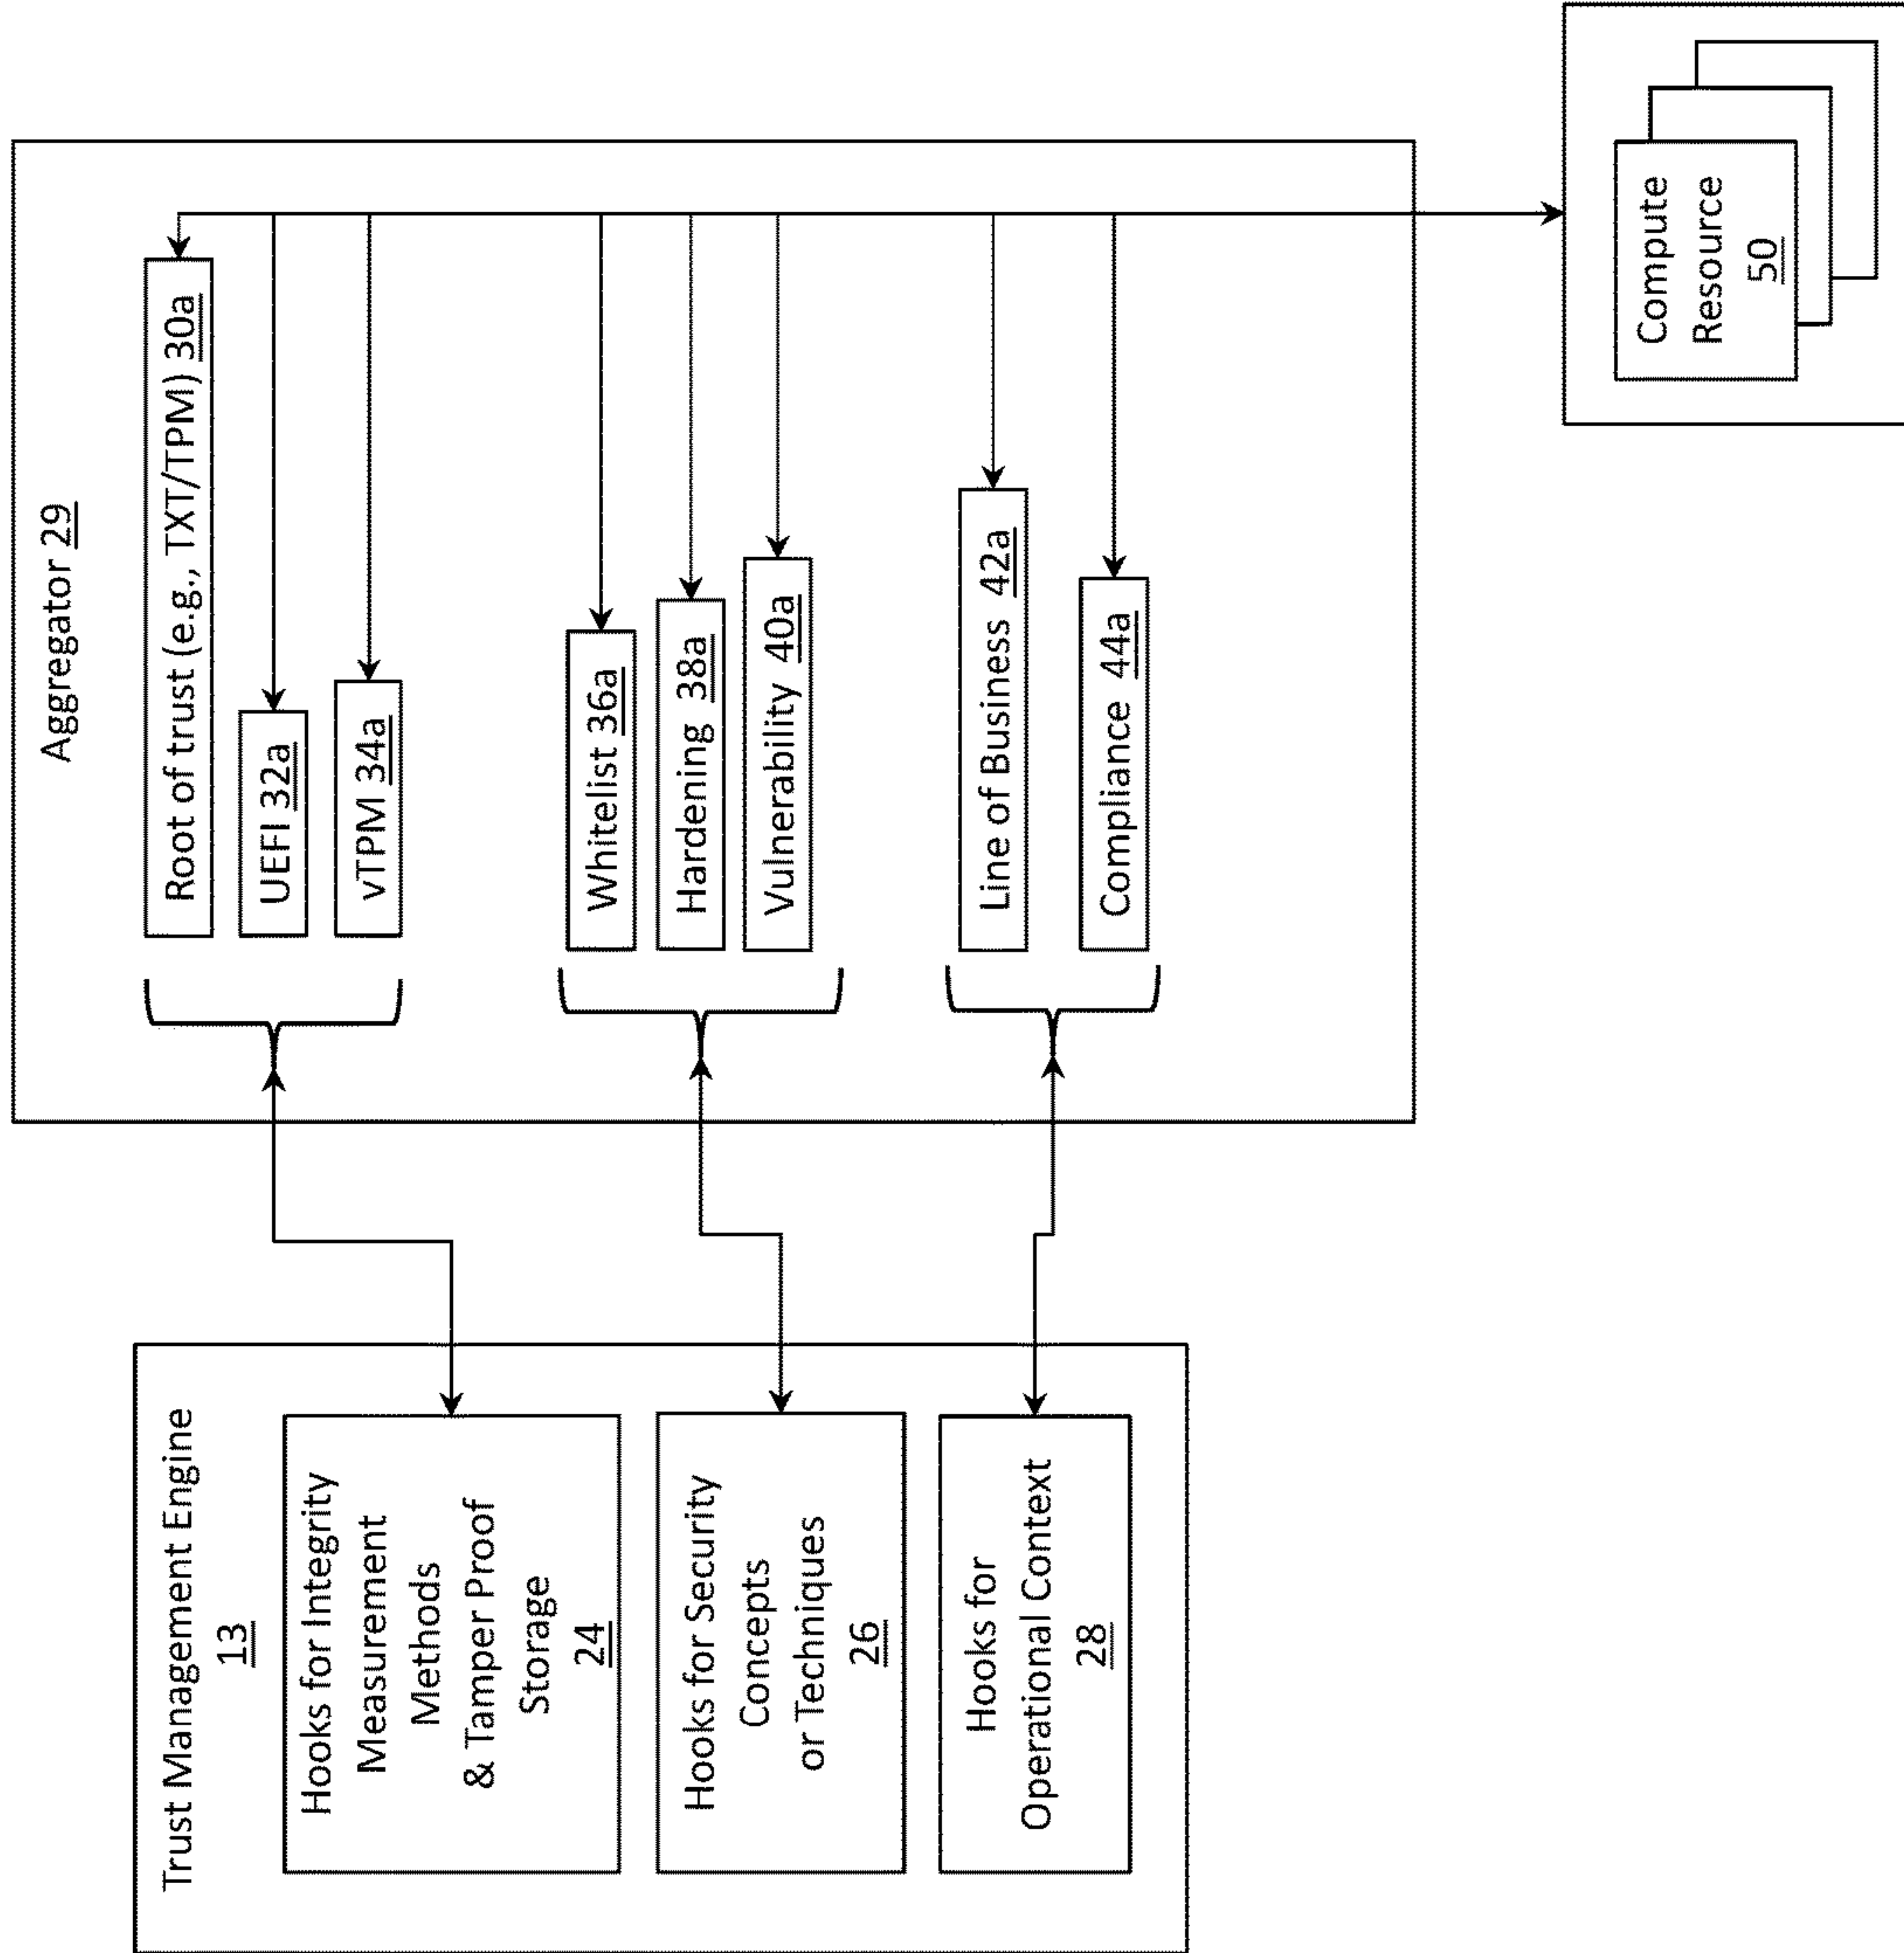 Trust Management Engine
13
Hooks for Integrity
Measurement
Methods
& Tamper Proof
Storage
24
Hooks for Security
Concepts
or Techniques
26
Hooks for
Operational Context
28
Aggregator 29
Root of trust (e.g., TXT/TPM) 30a
UEFI 32a
vTPM 34a
Whitelist 36a
Hardening 38a
Vulnerability 40a
Line of Business 42a
Compliance 44a
Compute
Resource
50